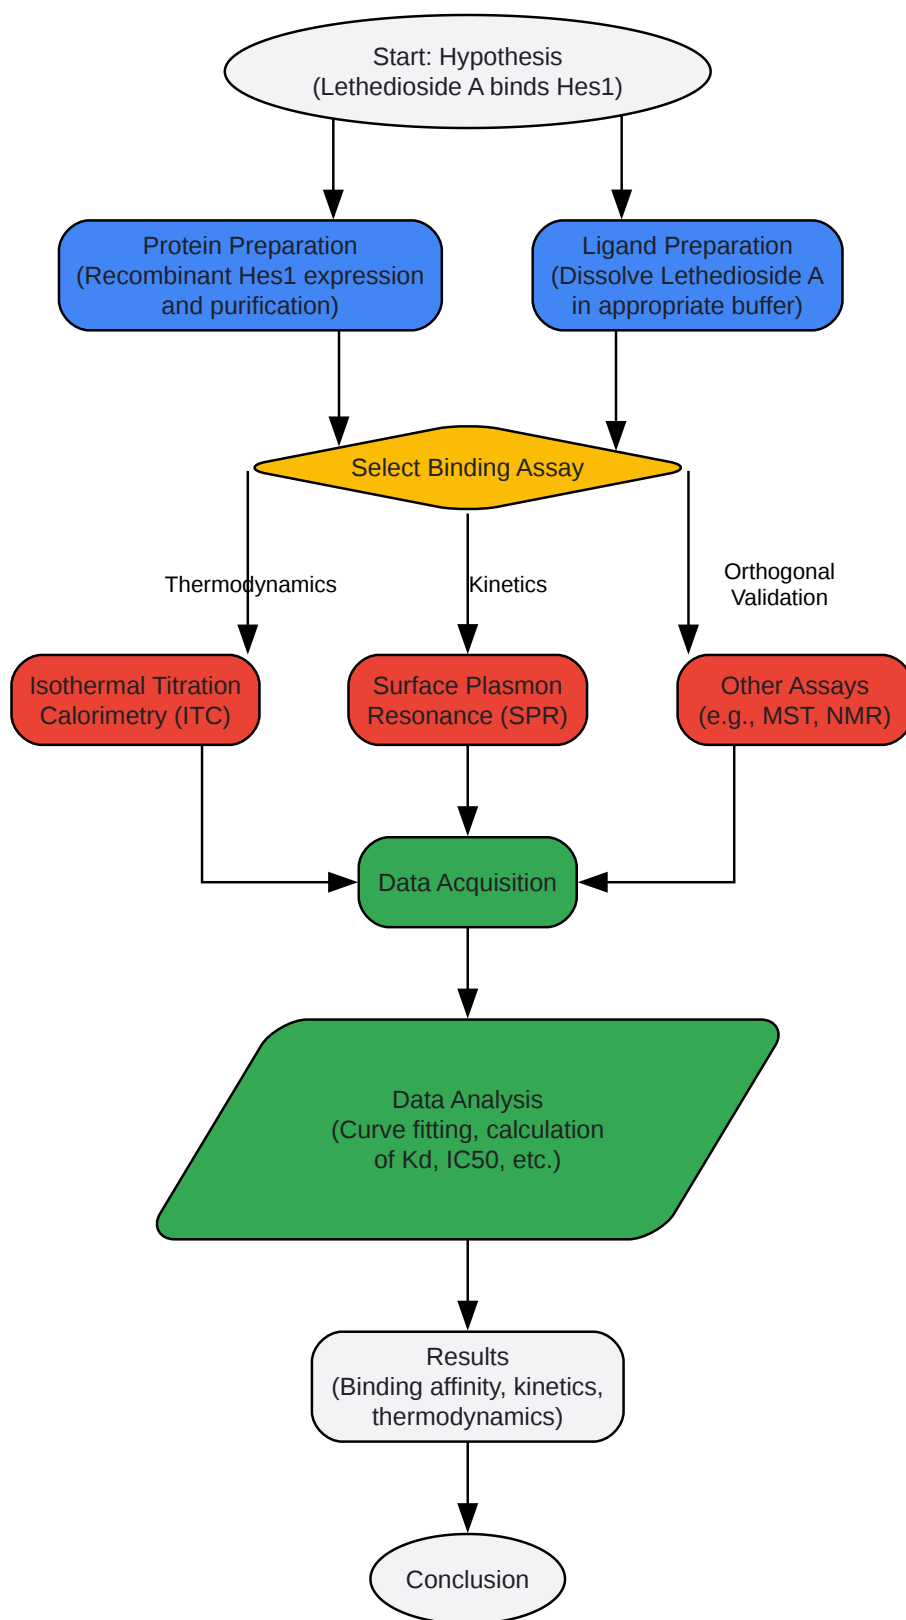 Start: Hypothesis
(Lethedioside A binds Hes1)
Protein Preparation
(Recombinant Hes1 expression
and purification)
Ligand Preparation
(Dissolve Lethedioside A
in appropriate buffer)
Select Binding Assay
Thermodynamics
Kinetics
Orthogonal
Validation
Isothermal Titration
Calorimetry (ITC)
Surface Plasmon
Resonance (SPR)
Other Assays
(e.g., MST, NMR)
Data Acquisition
Data Analysis
(Curve fitting, calculation
of Kd, IC50, etc.)
Results
(Binding affinity, kinetics,
thermodynamics)
Conclusion